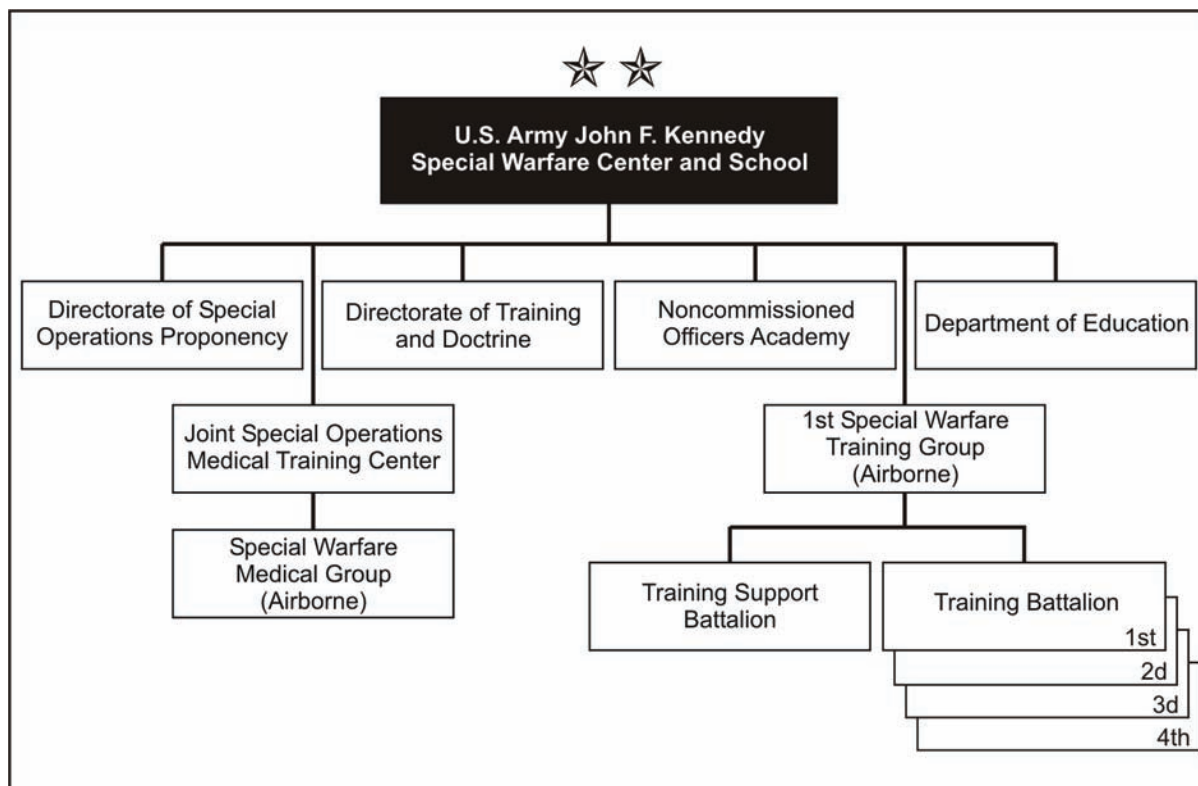 U.S. Army John F. Kennedy
Special Warfare Center and School
Directorate of Special
Operations Proponency
Directorate of Training
and Doctrine
Noncommissioned
Officers Academy
Department of Education
Joint Special Operations
Medical Training Center
1st Special Warfare
Training Group
(Airborne)
Special Warfare
Medical Group
(Airborne)
Training Support
Battalion
Training Battalion
1st
2d
3d
4th